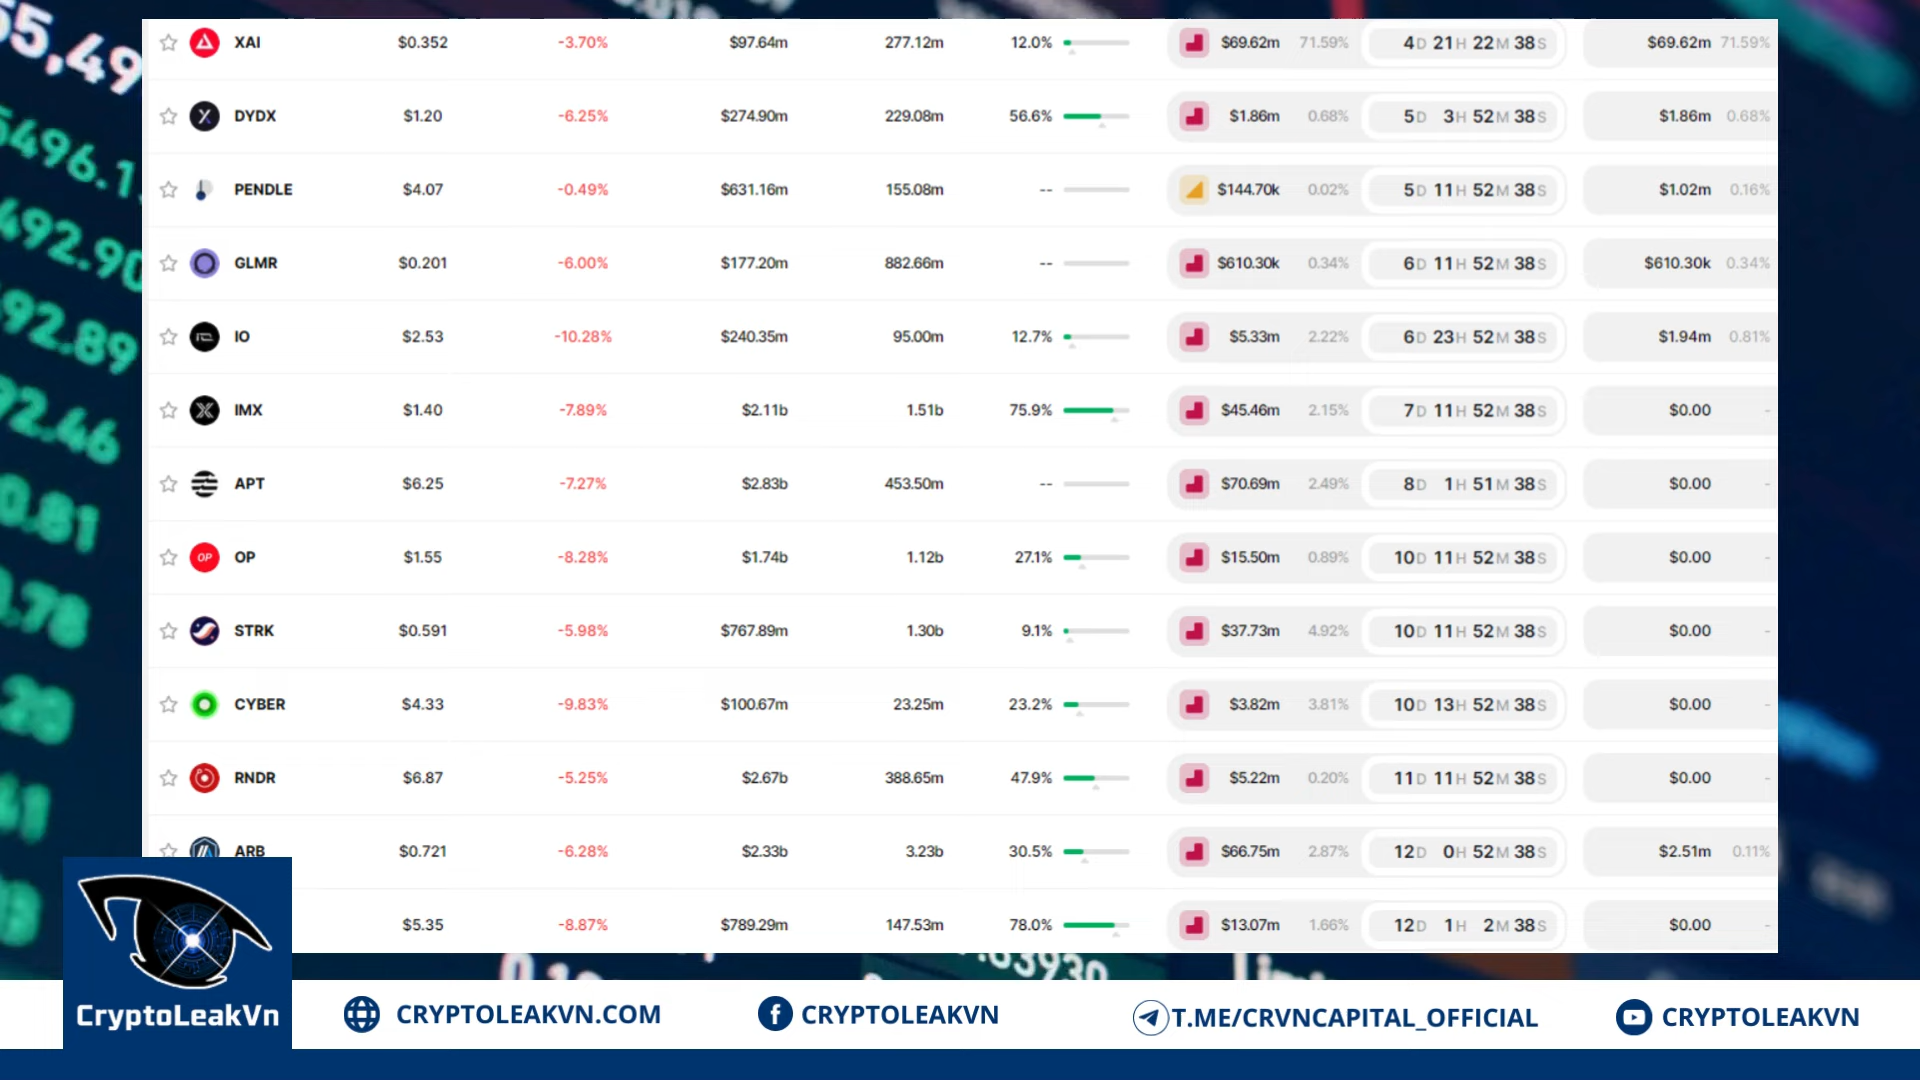 XAI $0.352 -3.70% $97.64m 277.12m 12.0% $69.62m 71.59% 4D 21H 22M 38S $69.62m 71.59%
DYDX $1.20 -6.25% $274.90m 229.08m 56.6% $1.86m 0.68% 5D 3H 52M 38S $1.86m 0.68%
PENDLE $4.07 -0.49% $631.16m 155.08m -- $144.70k 0.02% 5D 11H 52M 38S $1.02m 0.16%
GLMR $0.201 -6.00% $177.20m 882.66m -- $610.30k 0.34% 6D 11H 52M 38S $610.30k 0.34%
IO $2.53 -10.28% $240.35m 95.00m 12.7% $5.33m 2.22% 6D 23H 52M 38S $1.94m 0.81%
IMX $1.40 -7.89% $2.11b 1.51b 75.9% $45.46m 2.15% 7D 11H 52M 38S $0.00 -
APT $6.25 -7.27% $2.83b 453.50m -- $70.69m 2.49% 8D 1H 51M 38S $0.00 -
OP OP $1.55 -8.28% $1.74b 1.12b 27.1% $15.50m 0.89% 10D 11H 52M 38S $0.00 -
STRK $0.591 -5.98% $767.89m 1.30b 9.1% $37.73m 4.92% 10D 11H 52M 38S $0.00 -
CYBER $4.33 -9.83% $100.67m 23.25m 23.2% $3.82m 3.81% 10D 13H 52M 38S $0.00 -
RNDR $6.87 -5.25% $2.67b 388.65m 47.9% $5.22m 0.20% 11D 11H 52M 38S $0.00 -
ARB $0.721 -6.28% $2.33b 3.23b 30.5% $66.75m 2.87% 12D 0H 52M 38S $2.51m 0.11%
$5.35 -8.87% $789.29m 147.53m 78.0% $13.07m 1.66% 12D 1H 2M 38S $0.00 -
CryptoLeakVn
CRYPTOLEAKVN.COM CRYPTOLEAKVN T.ME/CRVNCAPITAL_OFFICIAL CRYPTOLEAKVN